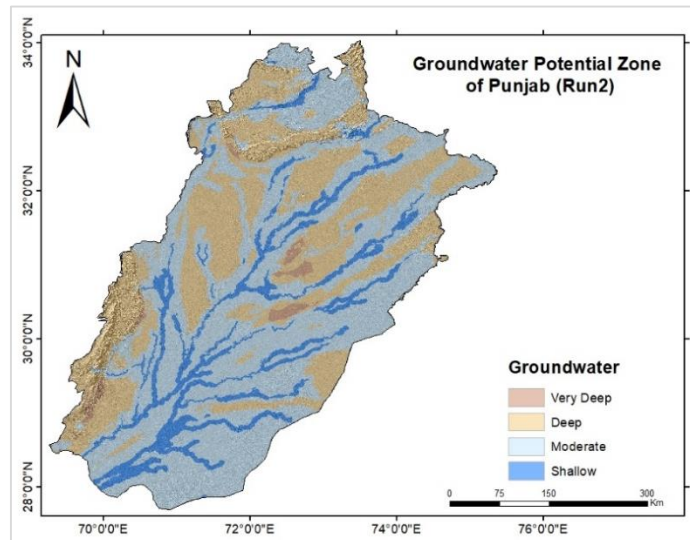 Groundwater Potential Zone
of Punjab (Run2)
N
34°0'0"N
32°0'0"N
30°0'0"N
28°0'0"N
Groundwater
Very Deep
Deep
Moderate
Shallow
0 75 150 300
Km
70°0'0"E 72°0'0"E 74°0'0"E 76°0'0"E